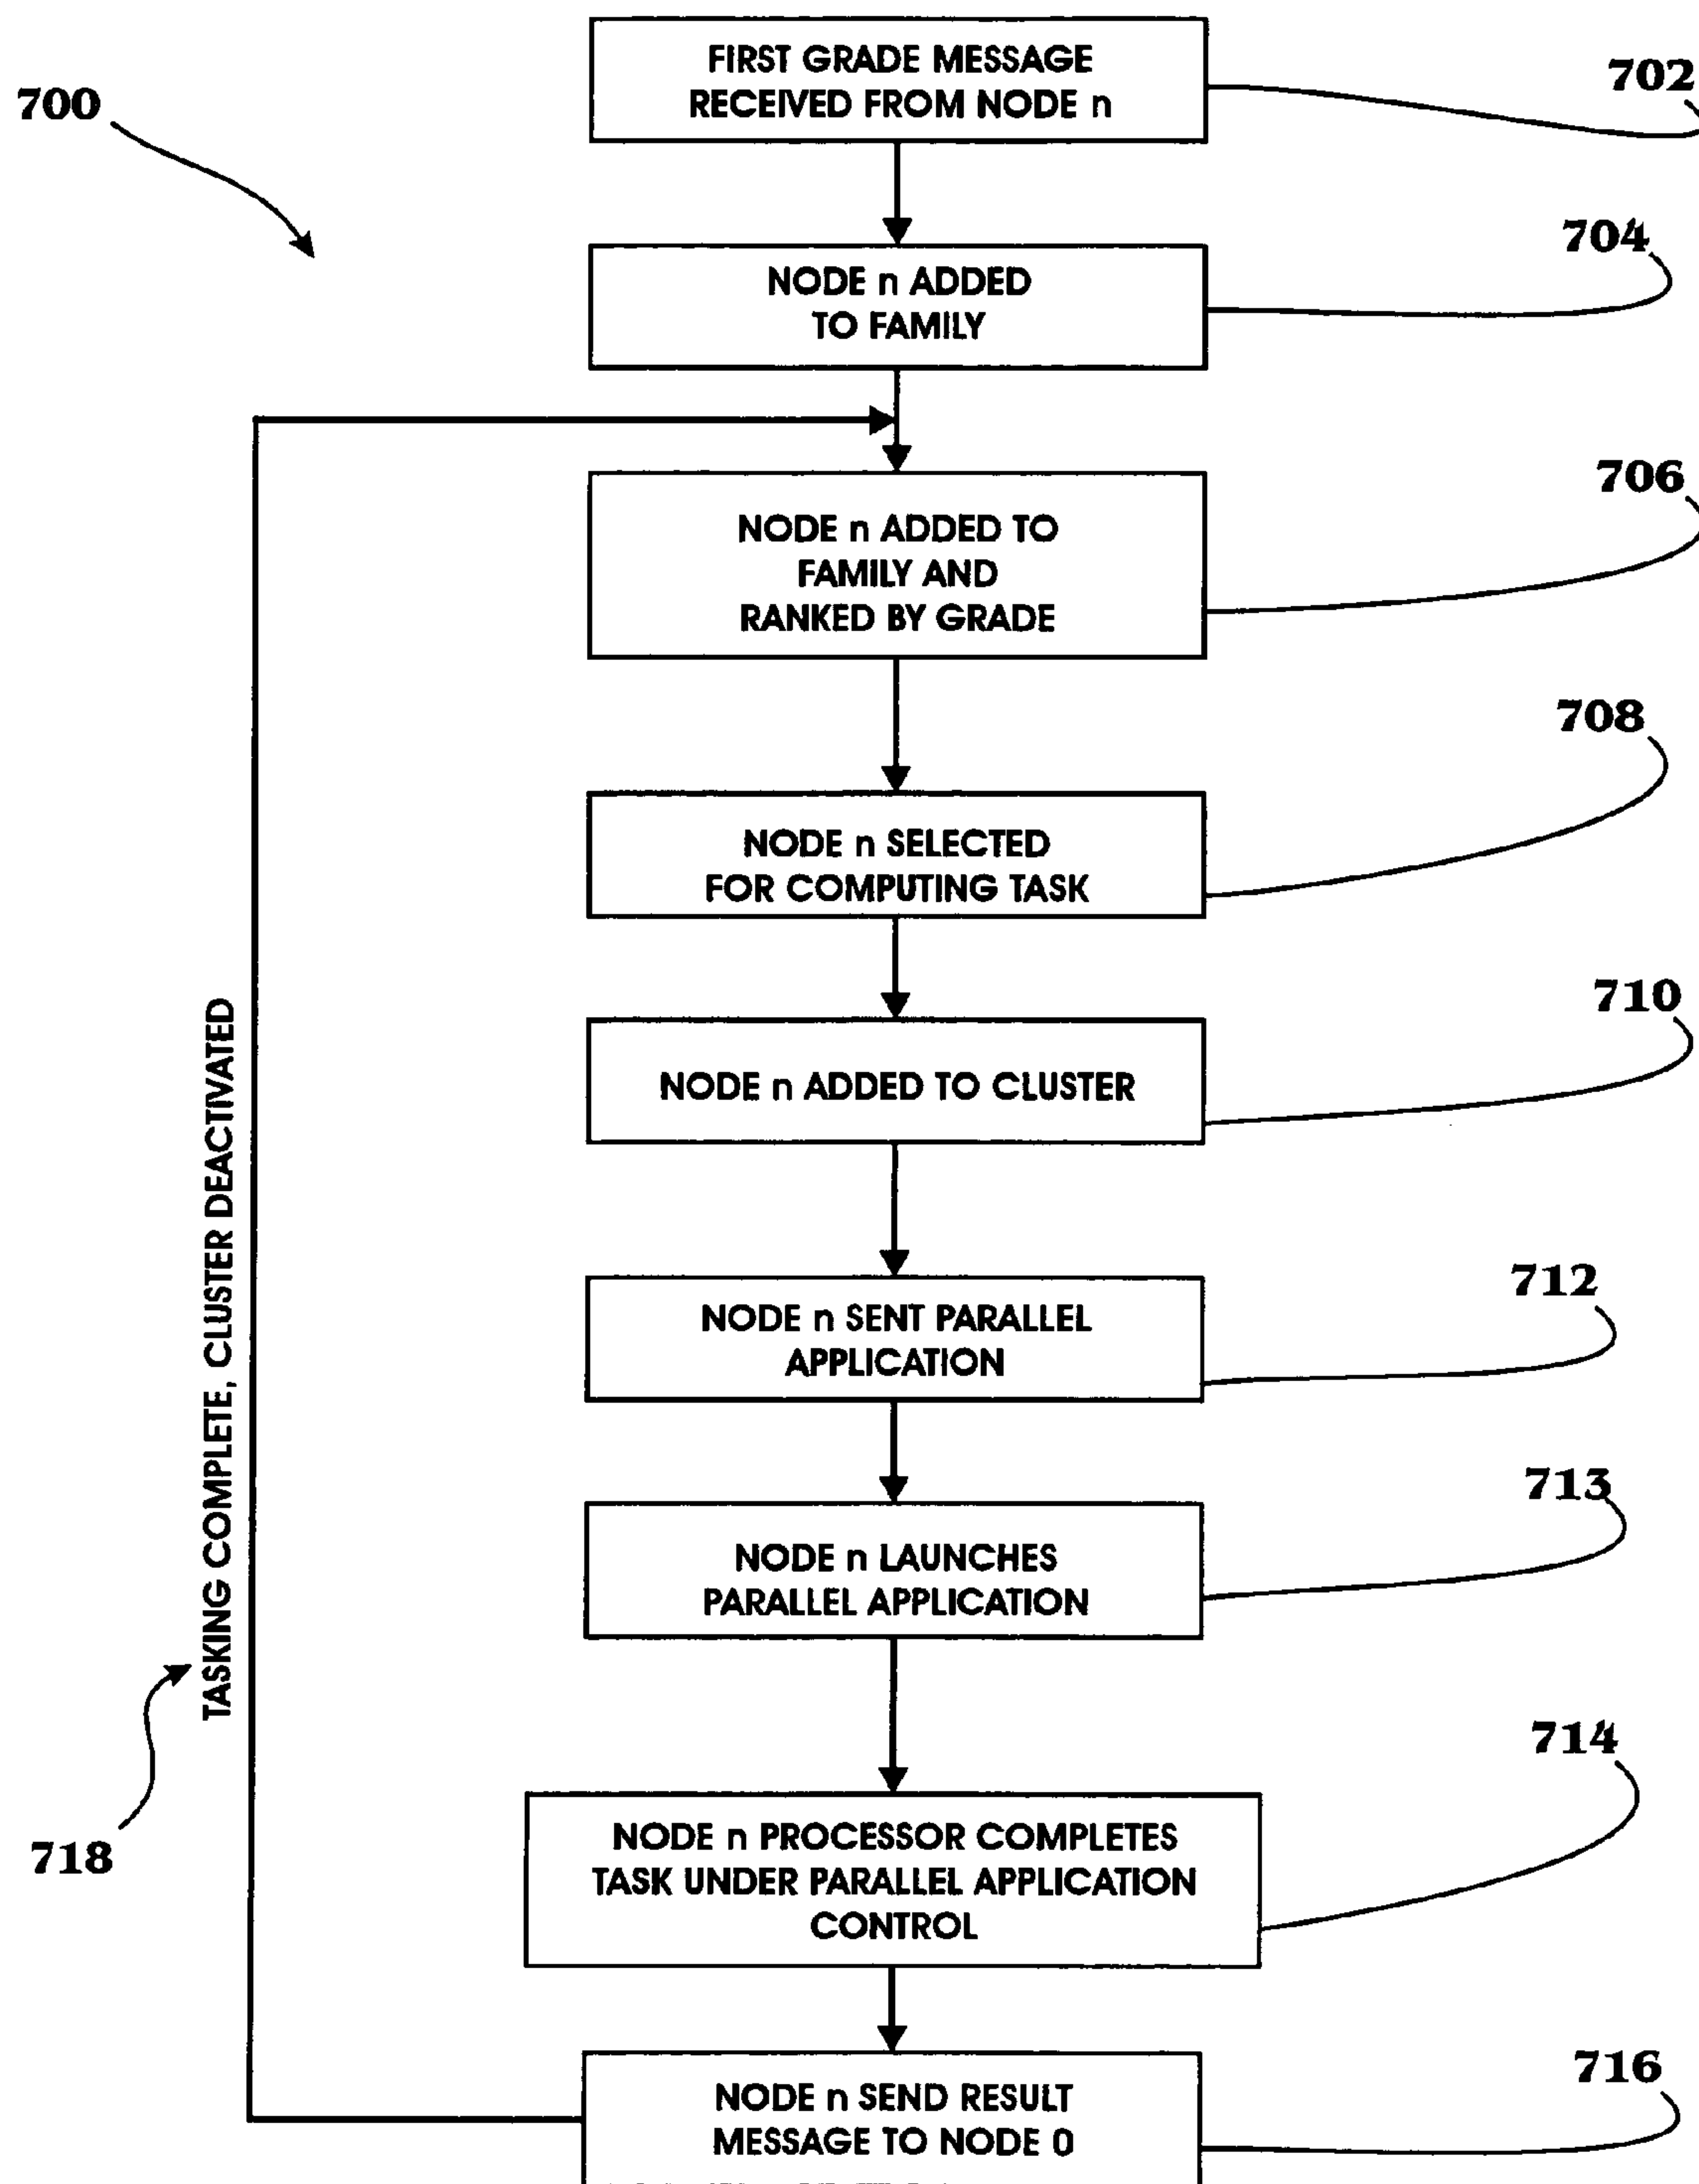 700
FIRST GRADE MESSAGE
RECEIVED FROM NODE n
702
NODE n ADDED
TO FAMILY
704
NODE n ADDED TO
FAMILY AND
RANKED BY GRADE
706
NODE n SELECTED
FOR COMPUTING TASK
708
NODE n ADDED TO CLUSTER
710
NODE n SENT PARALLEL
APPLICATION
712
NODE n LAUNCHES
PARALLEL APPLICATION
713
NODE n PROCESSOR COMPLETES
TASK UNDER PARALLEL APPLICATION
CONTROL
714
NODE n SEND RESULT
MESSAGE TO NODE 0
716
TASKING COMPLETE, CLUSTER DEACTIVATED
718